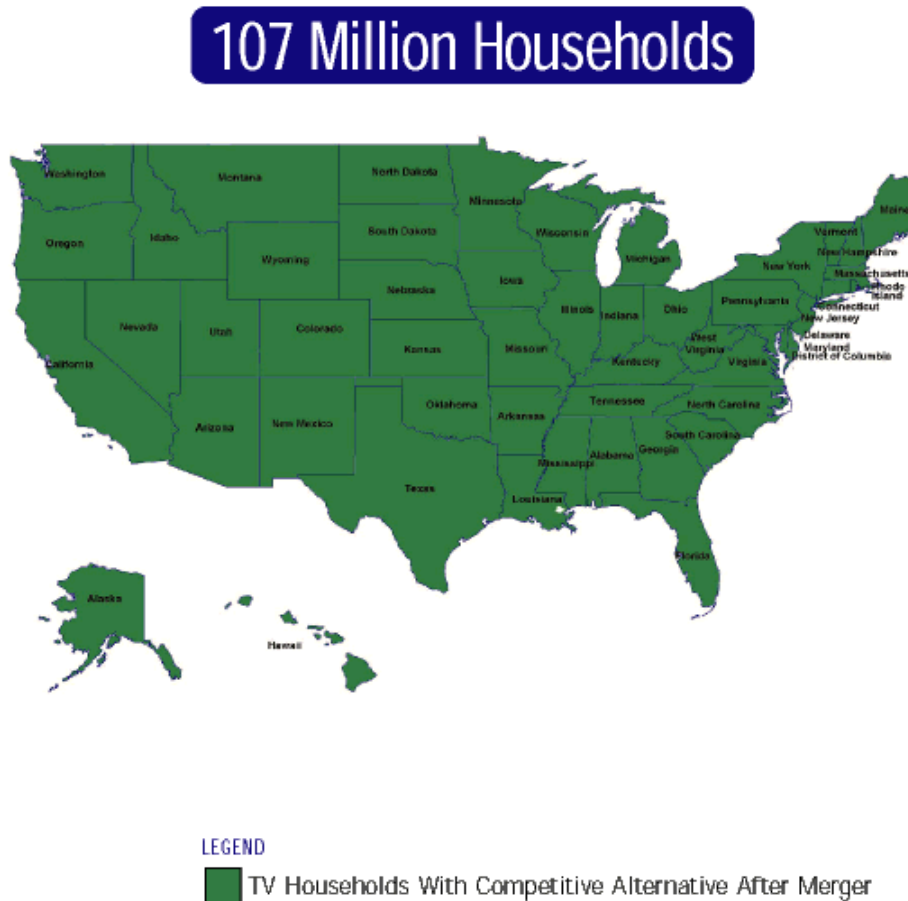 107 Million Households
Washington
Montana
North Dakota
Minnesota
Maine
Oregon
Idaho
South Dakota
Wisconsin
Michigan
Vermont
New Hampshire
New York
Massachusetts
Rhode
Island
Connecticut
Wyoming
Nebraska
Iowa
Illinois
Indiana
Ohio
Pennsylvania
New Jersey
Delaware
Maryland
District of Columbia
Nevada
Utah
Colorado
Kansas
Missouri
Kentucky
West
Virginia
Virginia
California
Arizona
New Mexico
Oklahoma
Arkansas
Tennessee
North Carolina
South Carolina
Texas
Louisiana
Mississippi
Alabama
Georgia
Florida
Alaska
Hawaii
LEGEND
TV Households With Competitive Alternative After Merger